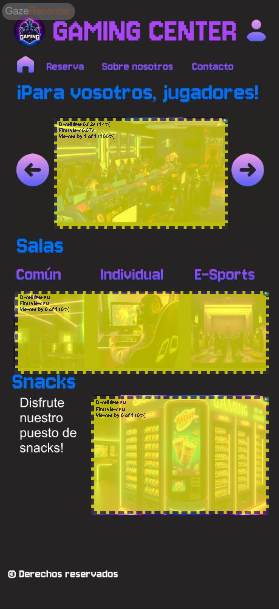 GazeRecorder
GAMING CENTER
Reserva Sobre nosotros Contacto
¡Para vosotros, jugadores!
Salas
Común Individual E-Sports
Snacks
Disfrute
nuestro
puesto de
snacks!
© Derechos reservados